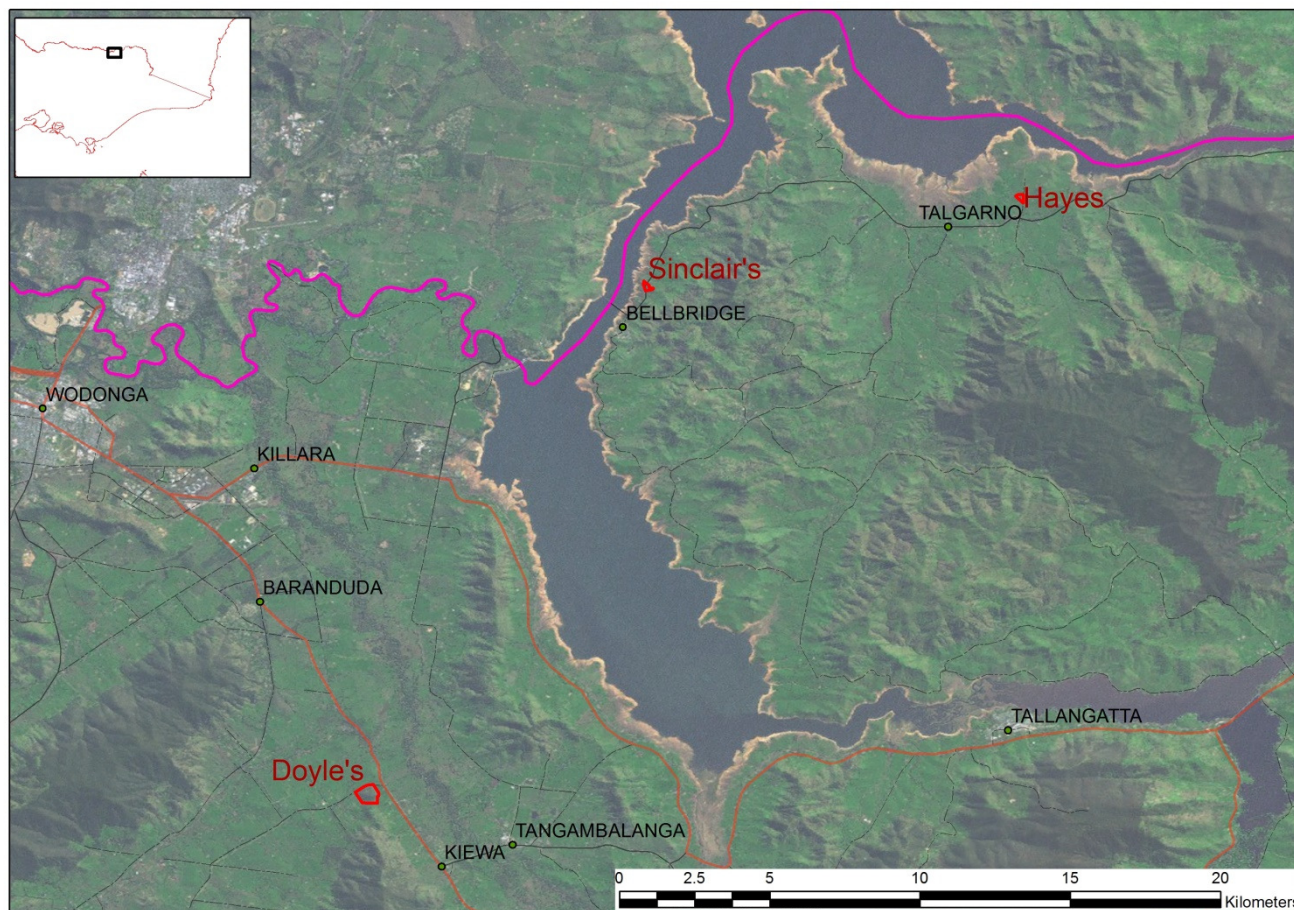 Hayes
TALGARNO
Sinclair's
BELLBRIDGE
WODONGA
KILLARA
BARANDUDA
TALLANGATTA
Doyle's
TANGAMBALANGA
KIEWA
0 2.5 5 10 15 20
Kilometers